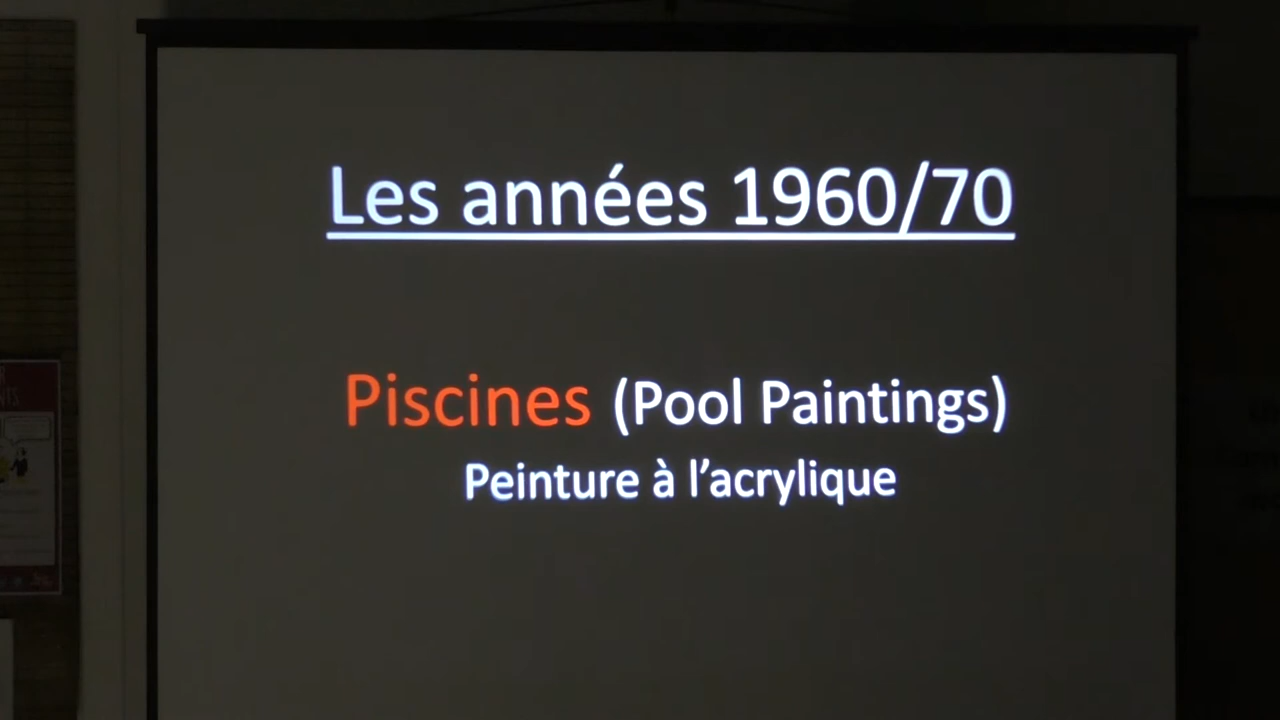 Les années 1960/70
Piscines (Pool Paintings)
Peinture à l’acrylique